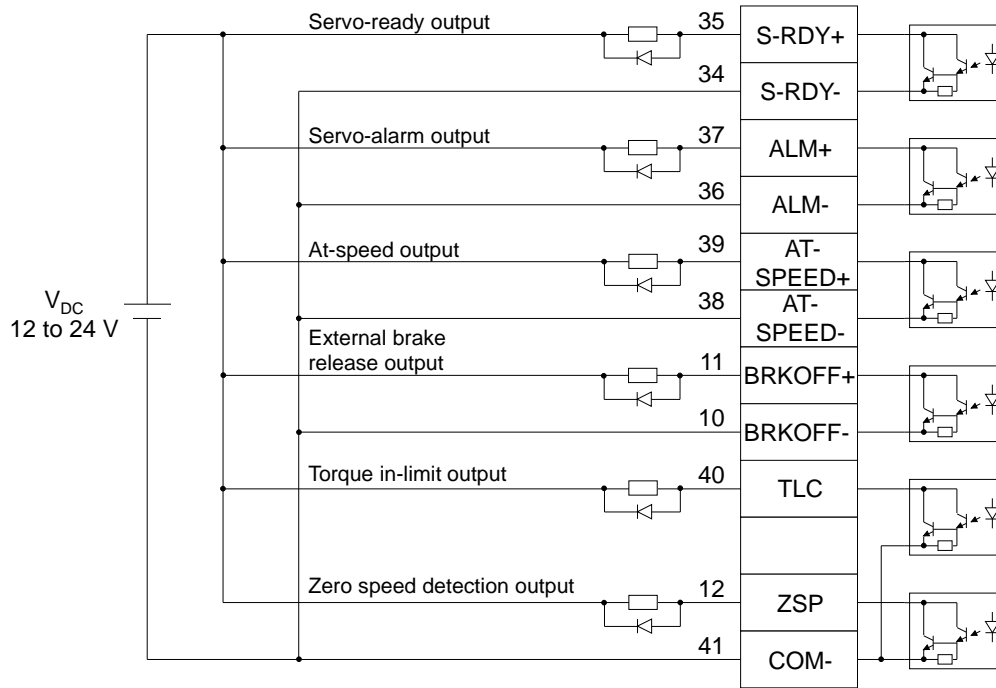 Servo-ready output
35
S-RDY+
34
S-RDY-
Servo-alarm output
37
ALM+
36
ALM-
At-speed output
39
AT-
SPEED+
38
AT-
SPEED-
V_DC
12 to 24 V
External brake
release output
11
BRKOFF+
10
BRKOFF-
Torque in-limit output
40
TLC
Zero speed detection output
12
ZSP
41
COM-